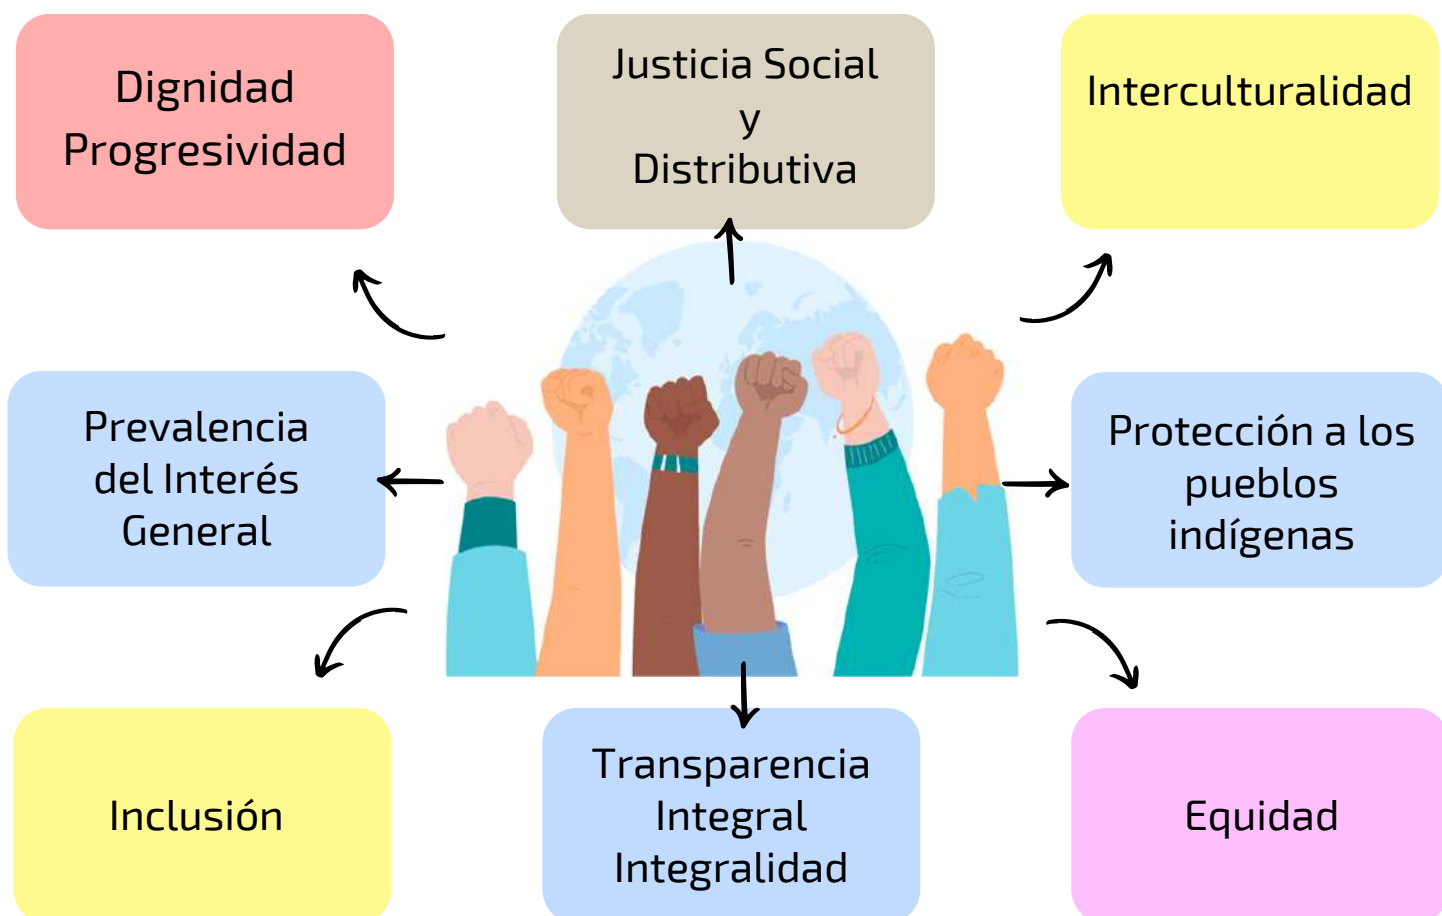 Dignidad
Progresividad
Justicia Social
y
Distributiva
Interculturalidad
Prevalencia
del Interés
General
Protección a los
pueblos
indígenas
Inclusión
Transparencia
Integral
Integralidad
Equidad